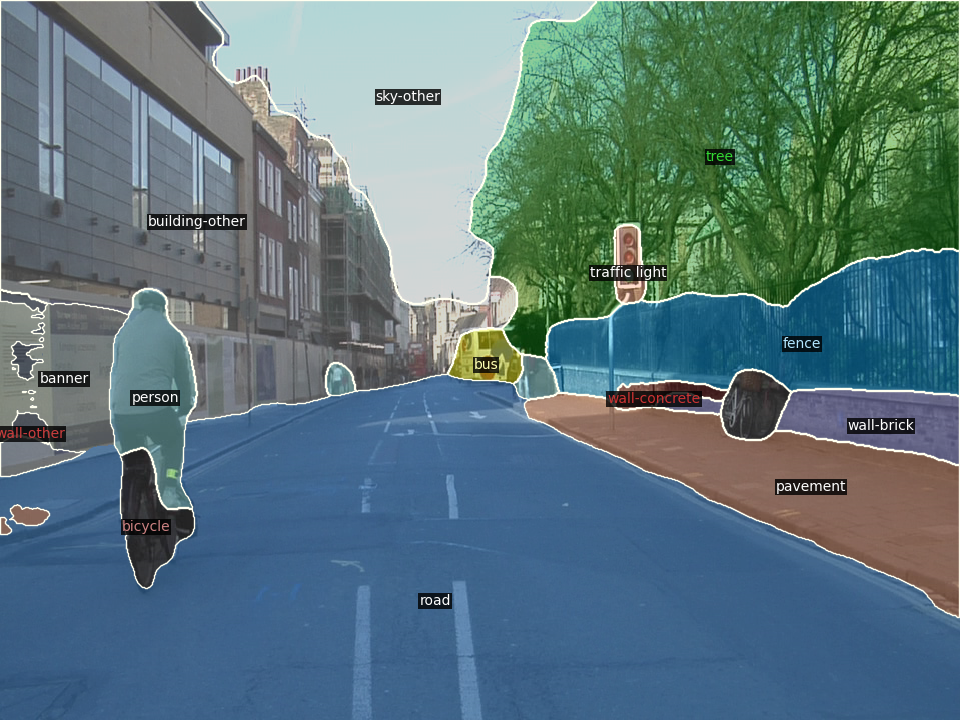 sky-other
tree
building-other
traffic light
fence
bus
banner
person
wall-concrete
wall-brick
wall-other
pavement
bicycle
road